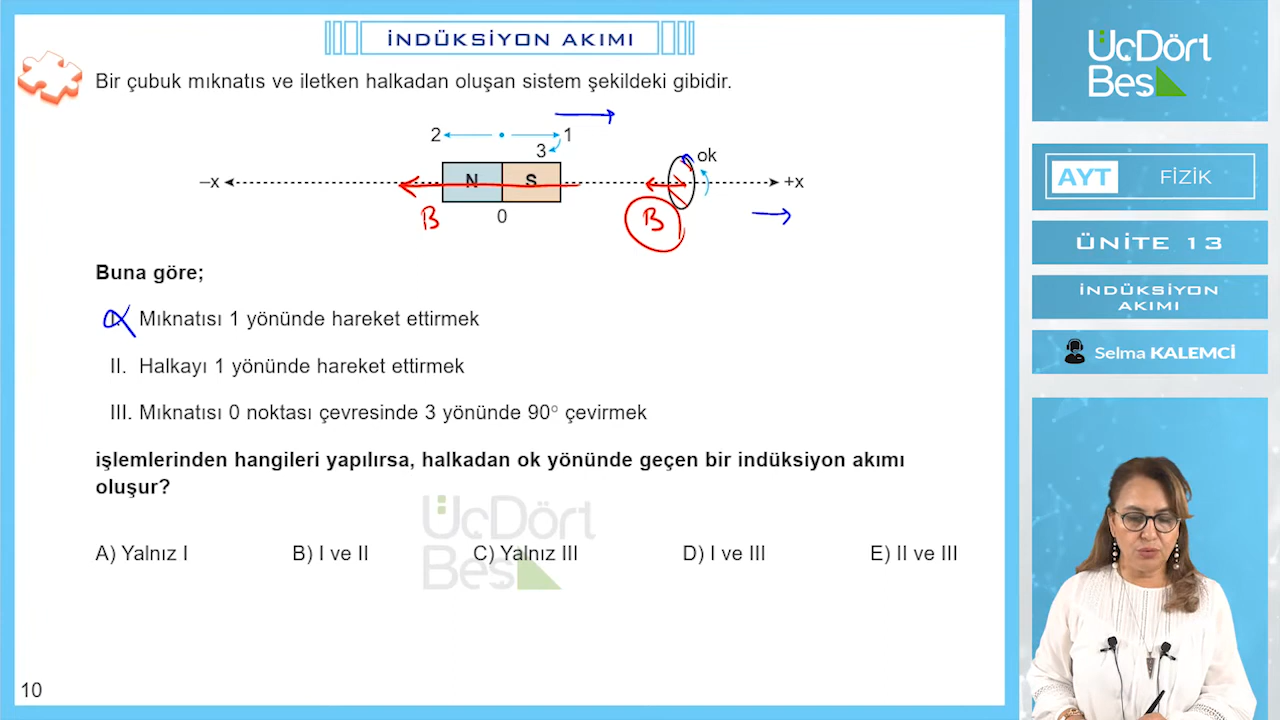 İNDÜKSİYON AKIMI
Bir çubuk mıknatıs ve iletken halkadan oluşan sistem şekildeki gibidir.
2
1
3
ok
–x
N
S
+x
B
0
B
Buna göre;
I. Mıknatısı 1 yönünde hareket ettirmek
II. Halkayı 1 yönünde hareket ettirmek
III. Mıknatısı 0 noktası çevresinde 3 yönünde 90° çevirmek
işlemlerinden hangileri yapılırsa, halkadan ok yönünde geçen bir indüksiyon akımı
oluşur?
ÜçDört
Beş
A) Yalnız I B) I ve II C) Yalnız III D) I ve III E) II ve III
10
ÜçDört
Beş
AYT FİZİK
ÜNİTE 13
İNDÜKSİYON
AKIMI
Selma KALEMCİ